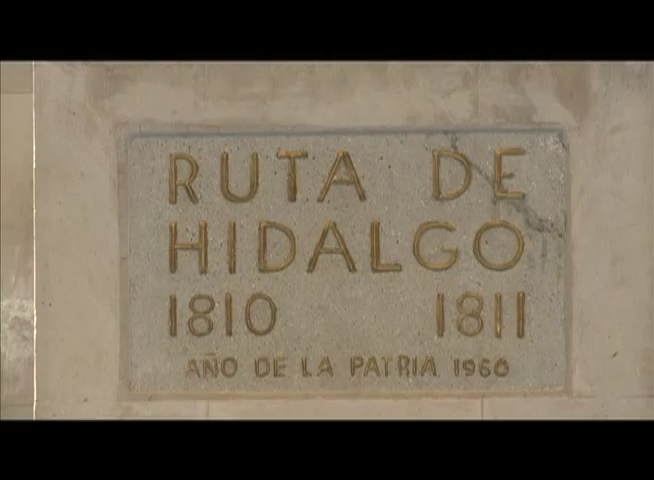 RUTA DE
HIDALGO
1810 1811
AÑO DE LA PATRIA 1960